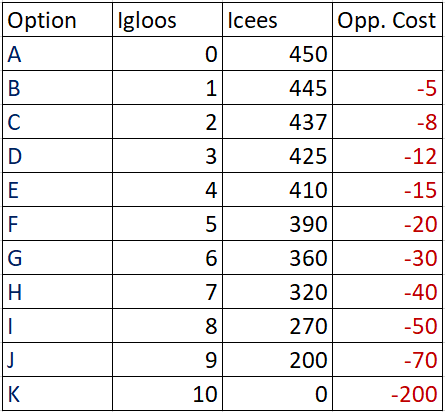 Option Igloos Icees Opp. Cost
A 0 450
B 1 445 -5
C 2 437 -8
D 3 425 -12
E 4 410 -15
F 5 390 -20
G 6 360 -30
H 7 320 -40
I 8 270 -50
J 9 200 -70
K 10 0 -200